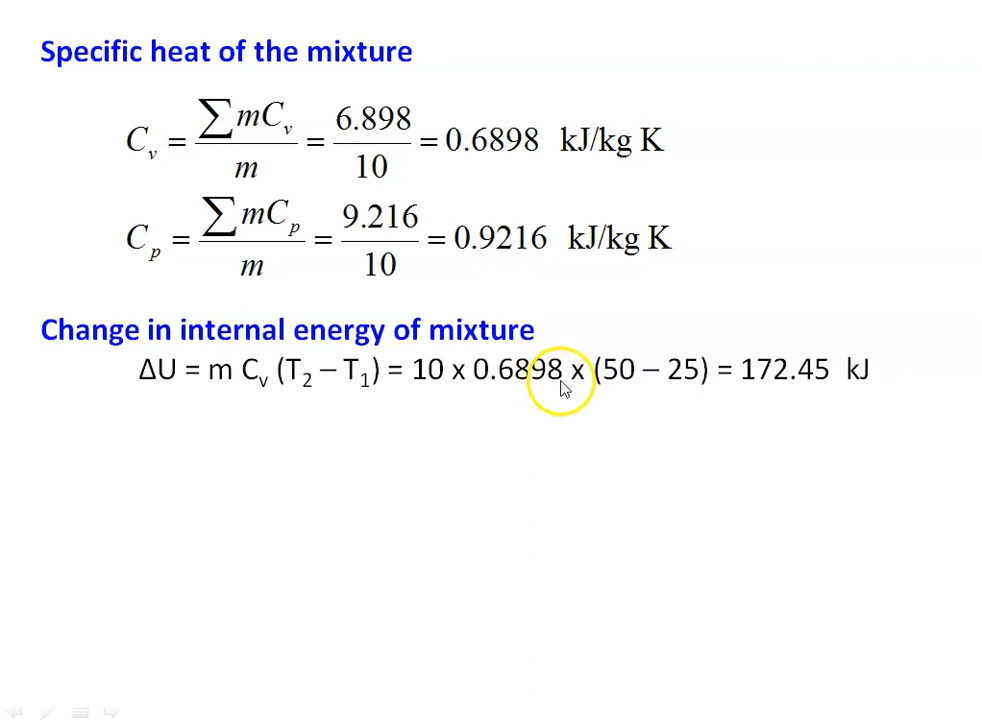 Specific heat of the mixture
C_v = ∑ mC_v / m = 6.898 / 10 = 0.6898 kJ/kg K
C_p = ∑ mC_p / m = 9.216 / 10 = 0.9216 kJ/kg K
Change in internal energy of mixture
ΔU = m C_v (T_2 – T_1) = 10 x 0.6898 x (50 – 25) = 172.45 kJ